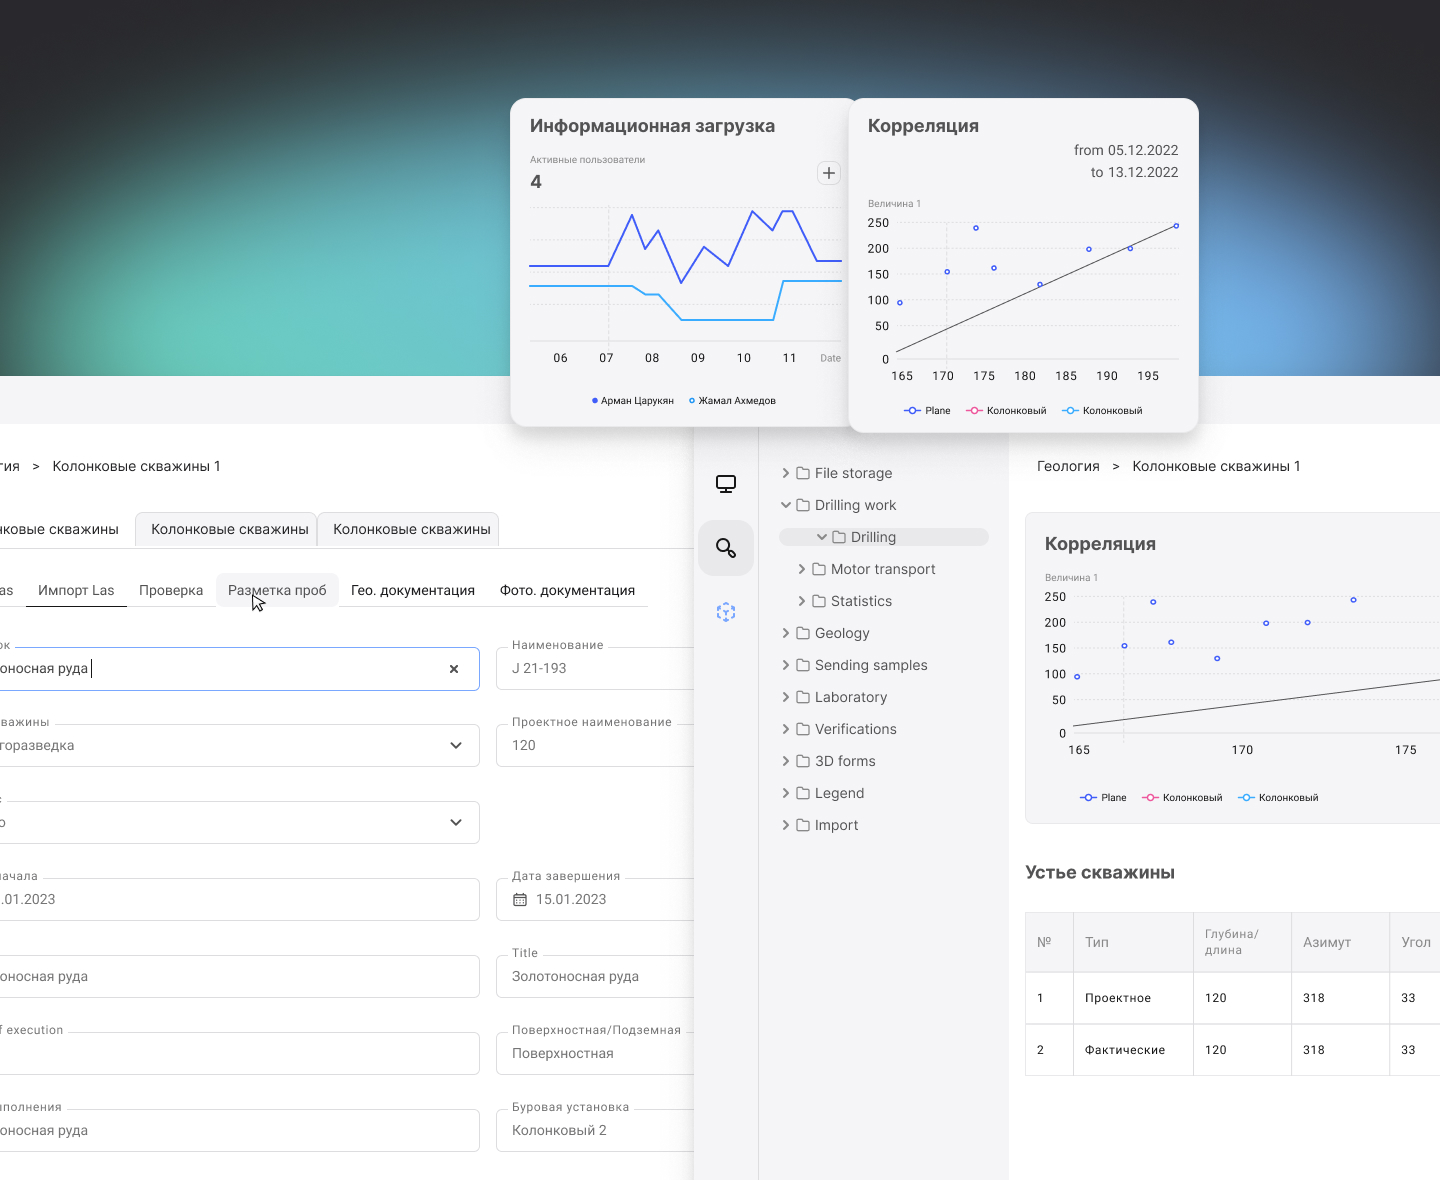 Информационная загрузка
Активные пользователи
4
06 07 08 09 10 11 Date
Арман Царукян Жамал Ахмедов
Корреляция
from 05.12.2022
to 13.12.2022
Величина 1
250
200
150
100
50
0
165 170 175 180 185 190 195
Plane Колонковый Колонковый
гия > Колонковые скважины 1
нковые скважины Колонковые скважины Колонковые скважины
as Импорт Las Проверка Разметка проб Гео. документация Фото. документация
ок
оносная руда
Наименование
J 21-193
важины
горазведка
Проектное наименование
120
о
начала
.01.2023
Дата завершения
15.01.2023
оносная руда
Title
Золотоносная руда
f execution
Поверхностная/Подземная
Поверхностная
ыполнения
оносная руда
Буровая установка
Колонковый 2
File storage
Drilling work
Drilling
Motor transport
Statistics
Geology
Sending samples
Laboratory
Verifications
3D forms
Legend
Import
Геология > Колонковые скважины 1
Корреляция
Величина 1
250
200
150
100
50
0
165 170 175
Plane Колонковый Колонковый
Устье скважины
№ Тип Глубина/ Азимут Угол
длина
1 Проектное 120 318 33
2 Фактические 120 318 33